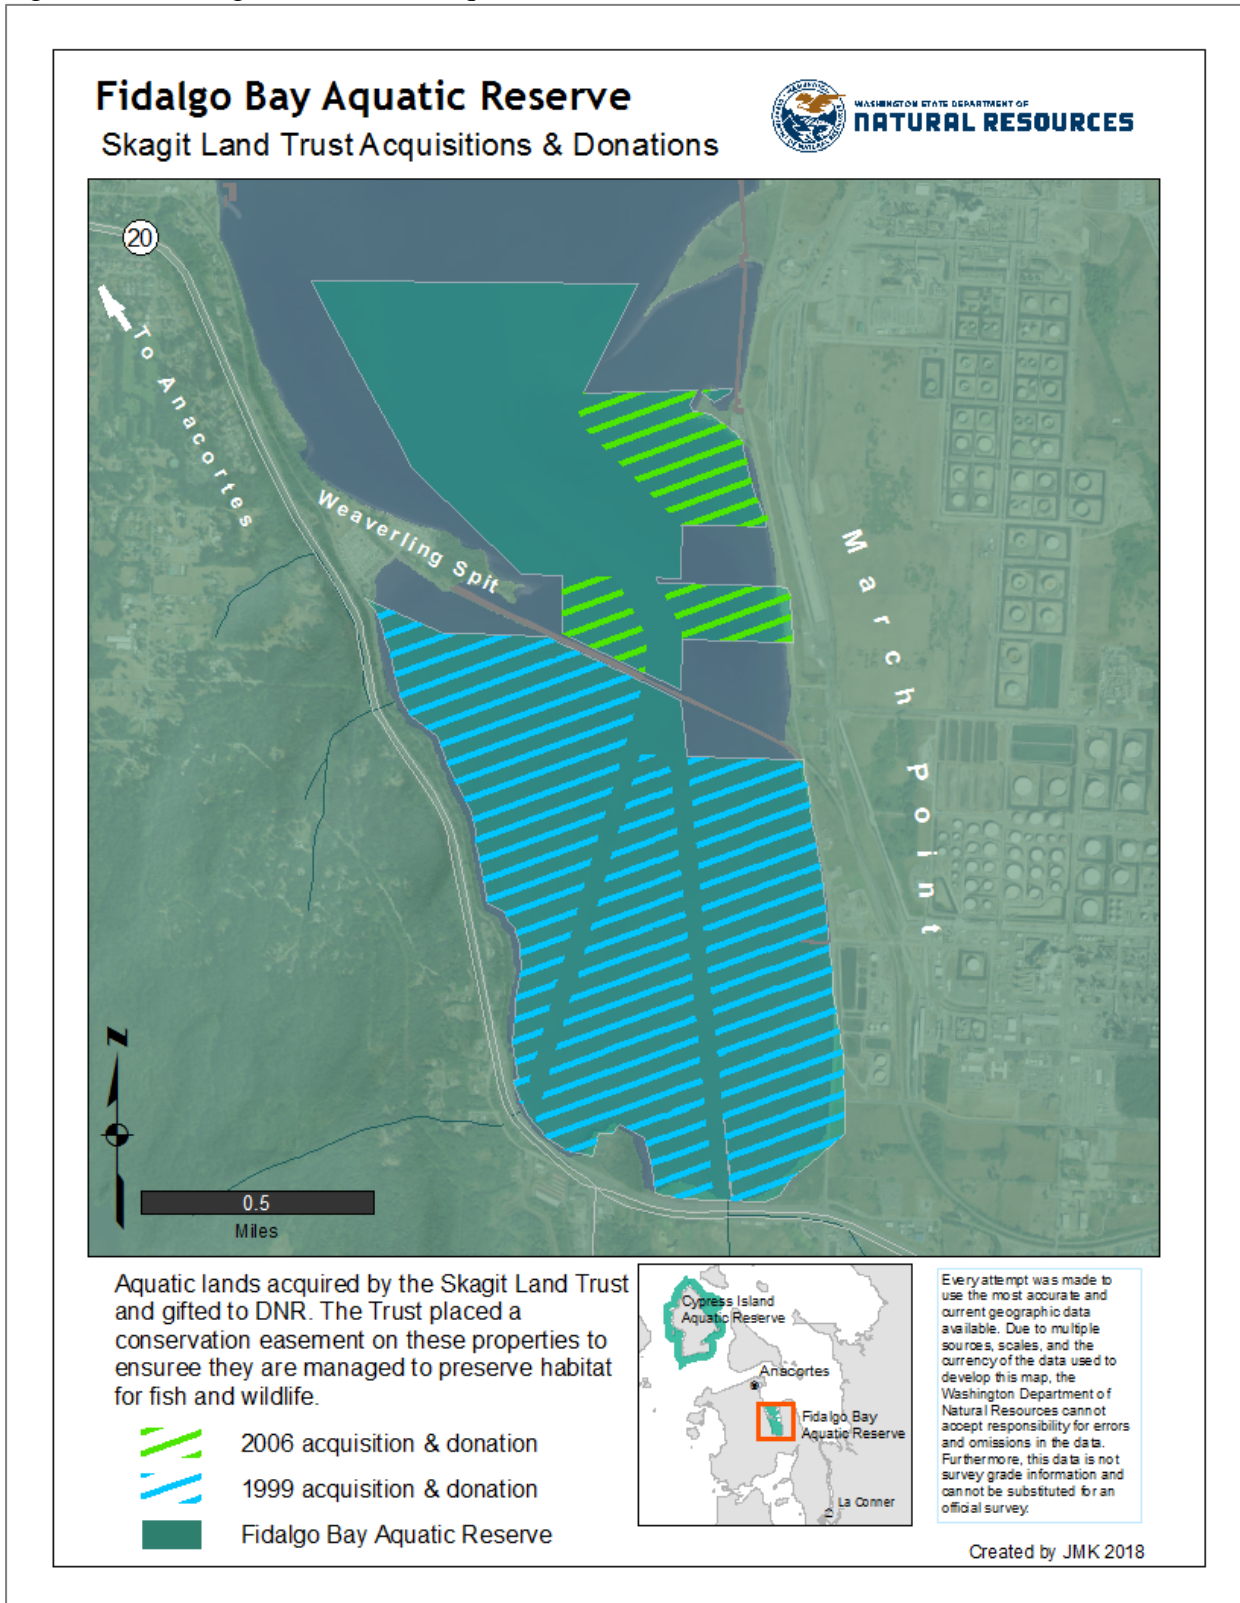 Fidalgo Bay Aquatic Reserve
Skagit Land Trust Acquisitions & Donations
WASHINGTON STATE DEPARTMENT OF
NATURAL RESOURCES
20
To Anacortes
Weaverling Spit
March Point
N
0.5
Miles
Aquatic lands acquired by the Skagit Land Trust
and gifted to DNR. The Trust placed a
conservation easement on these properties to
ensuree they are managed to preserve habitat
for fish and wildlife.
2006 acquisition & donation
1999 acquisition & donation
Fidalgo Bay Aquatic Reserve
Cypress Island
Aquatic Reserve
Anacortes
Fidalgo Bay
Aquatic Reserve
La Conner
Every attempt was made to
use the most accurate and
current geographic data
available. Due to multiple
sources, scales, and the
currency of the data used to
develop this map, the
Washington Department of
Natural Resources cannot
accept responsibility for errors
and omissions in the data.
Furthermore, this data is not
survey grade information and
cannot be substituted for an
official survey.
Created by JMK 2018